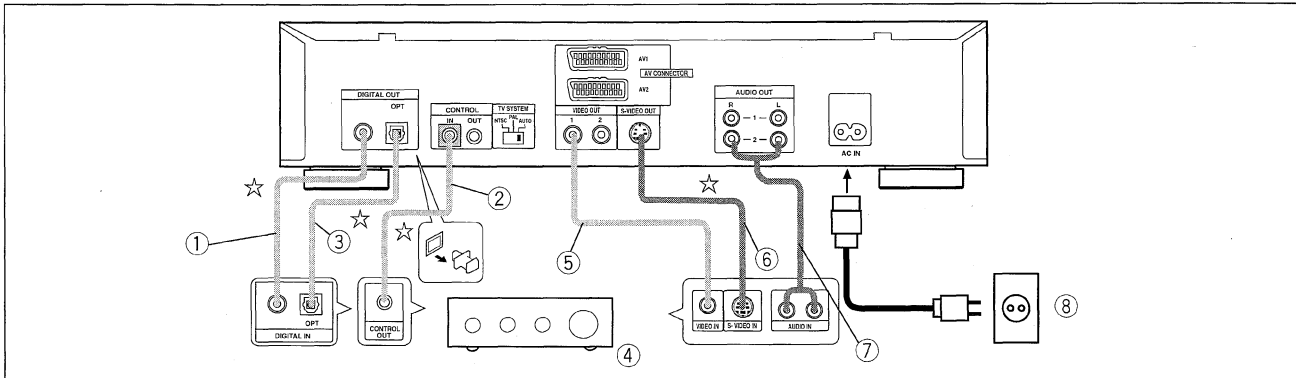 AV1
AV CONNECTOR
AV2
DIGITAL OUT
OPT
CONTROL
IN OUT
TV SYSTEM
NTSC PAL AUTO
VIDEO OUT
1 2
S-VIDEO OUT
AUDIO OUT
R L
1
2
AC IN
☆
☆
☆
☆
①
②
③
④
⑤
⑥
⑦
⑧
OPT
DIGITAL IN
CONTROL
OUT
VIDEO IN
S-VIDEO IN
AUDIO IN